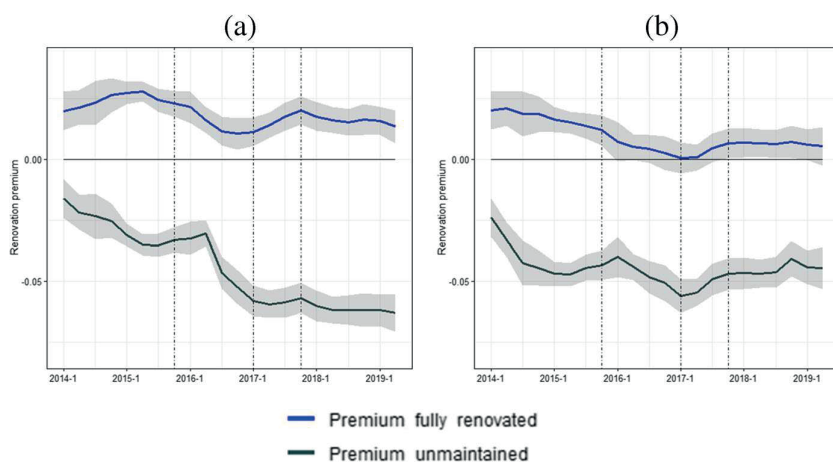 (a)
Renovation premium
0.00
-0.05
2014-1 2015-1 2016-1 2017-1 2018-1 2019-1
(b)
Renovation premium
0.00
-0.05
2014-1 2015-1 2016-1 2017-1 2018-1 2019-1
Premium fully renovated
Premium unmaintained